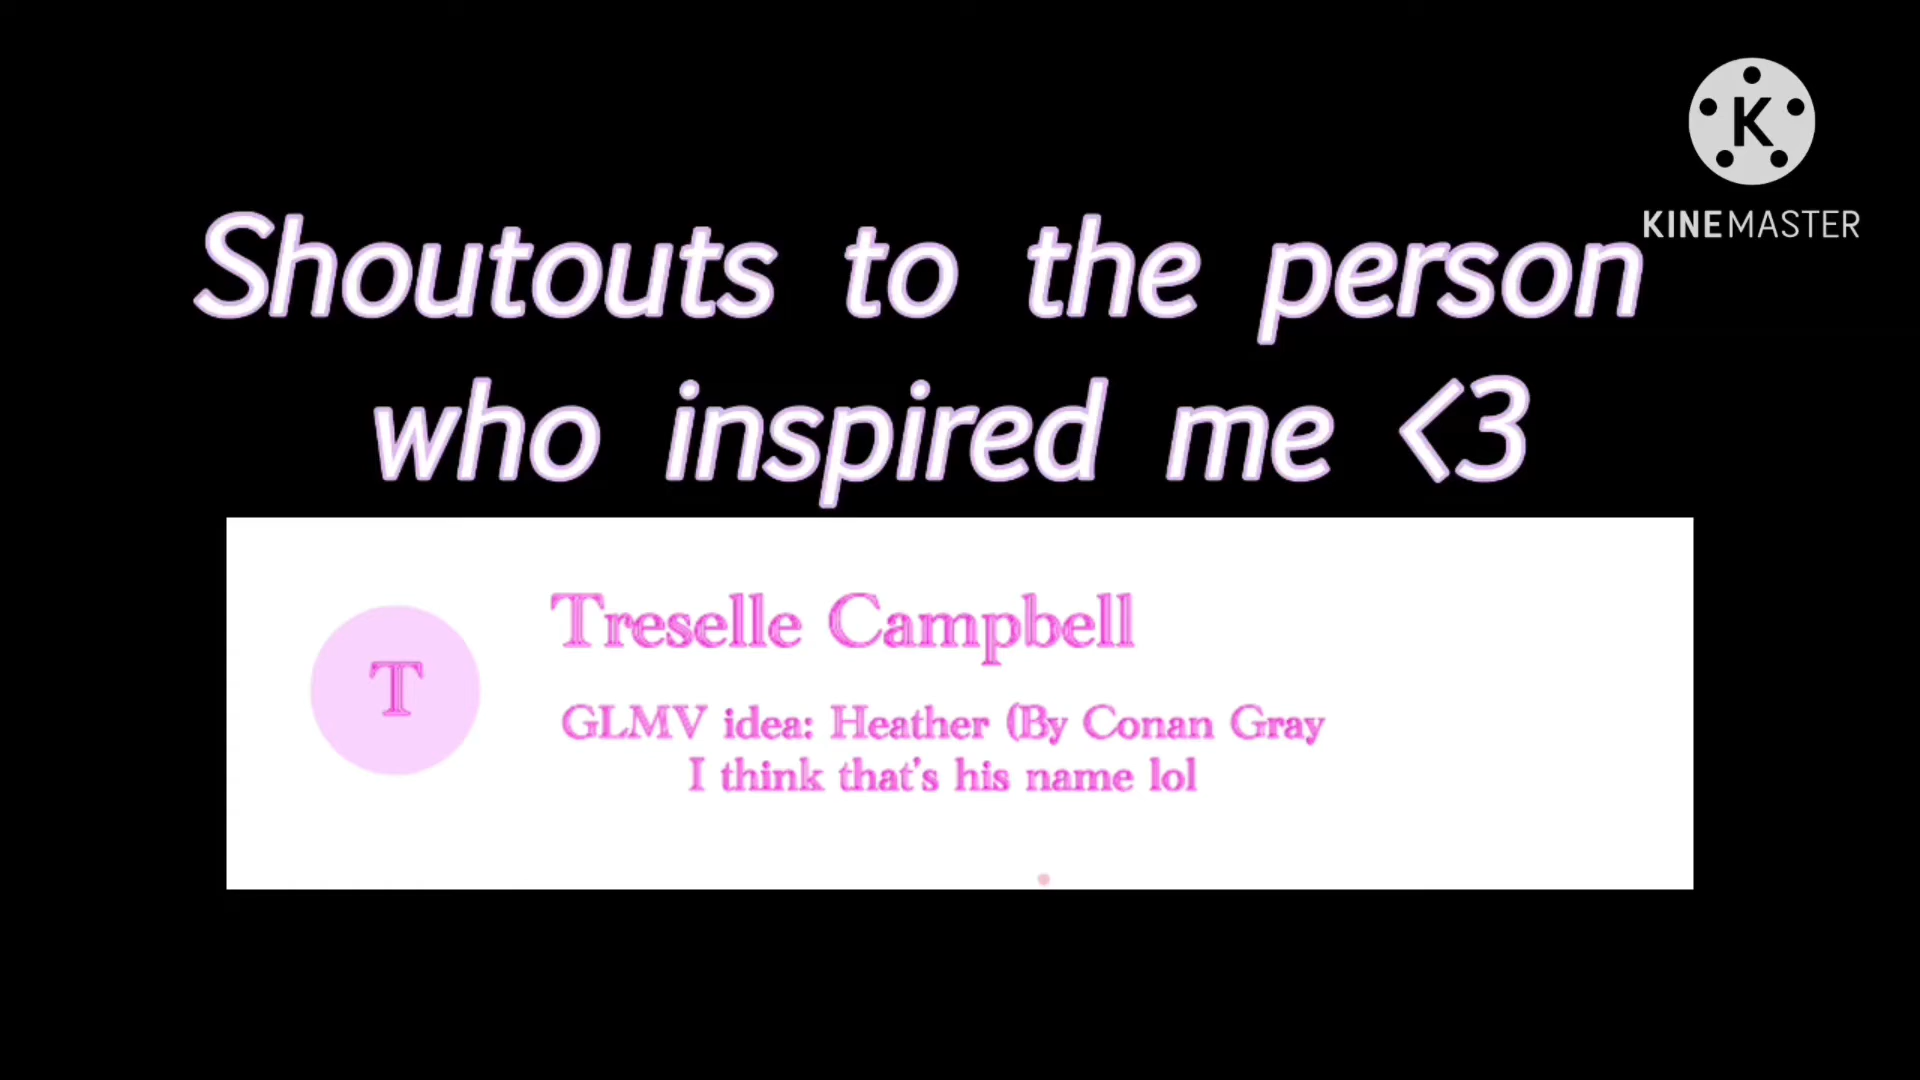 K
KINEMASTER
Shoutouts to the person
who inspired me <3
Treselle Campbell
T
GLMV idea: Heather (By Conan Gray
I think that's his name lol